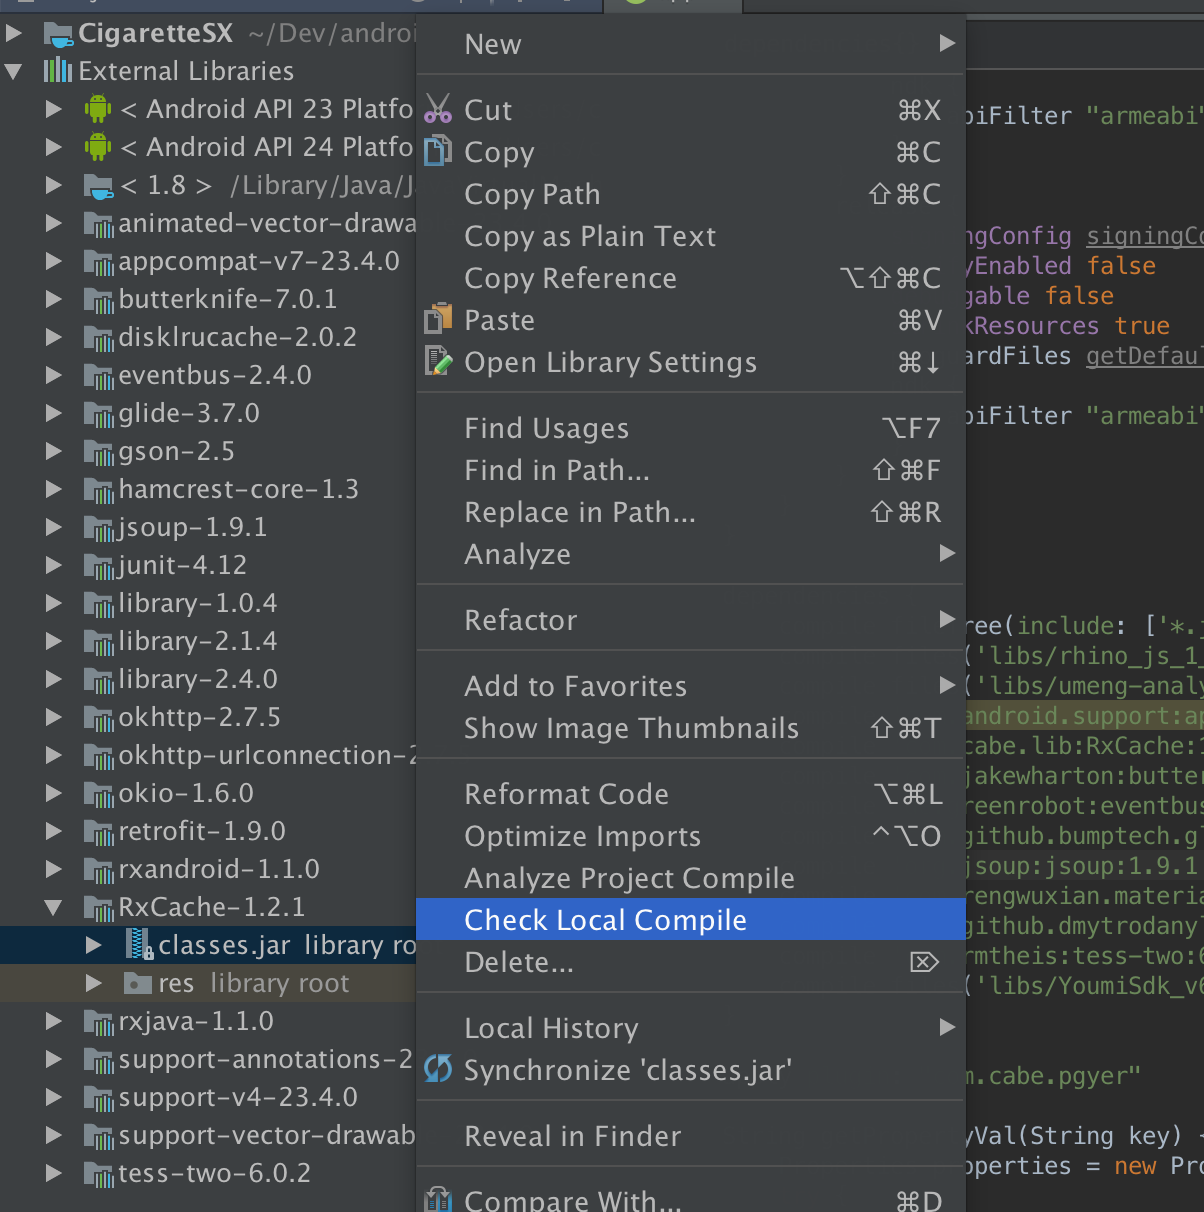 CigaretteSX ~/Dev/androi
External Libraries
< Android API 23 Platfo
< Android API 24 Platfo
< 1.8 > /Library/Java/J
animated-vector-drawa
appcompat-v7-23.4.0
butterknife-7.0.1
disklrucache-2.0.2
eventbus-2.4.0
glide-3.7.0
gson-2.5
hamcrest-core-1.3
jsoup-1.9.1
junit-4.12
library-1.0.4
library-2.1.4
library-2.4.0
okhttp-2.7.5
okhttp-urlconnection-2
okio-1.6.0
retrofit-1.9.0
rxandroid-1.1.0
RxCache-1.2.1
classes.jar library ro
res library root
rxjava-1.1.0
support-annotations-2
support-v4-23.4.0
support-vector-drawab
tess-two-6.0.2
New
Cut ⌘X
Copy ⌘C
Copy Path ⇧⌘C
Copy as Plain Text
Copy Reference ⌥⇧⌘C
Paste ⌘V
Open Library Settings ⌘↓
Find Usages ⌥F7
Find in Path... ⇧⌘F
Replace in Path... ⇧⌘R
Analyze
Refactor
Add to Favorites
Show Image Thumbnails ⇧⌘T
Reformat Code ⌥⌘L
Optimize Imports ^⌥O
Analyze Project Compile
Check Local Compile
Delete... ⌦
Local History
Synchronize 'classes.jar'
Reveal in Finder
Compare With... ⌘D
biFilter "armeabi"
ngConfig signingCo
yEnabled false
gable false
kResources true
ardFiles getDefaul
biFilter "armeabi"
ree(include: ['*.j
('libs/rhino_js_1_
('libs/umeng-analy
android.support:ap
cabe.lib:RxCache:1
jakewharton:butter
reenrobot:eventbus
github.bumptech.gl
jsoup:jsoup:1.9.1
rengwuxian.materia
github.dmytrodany
rmtheis:tess-two:6
('libs/YoumiSdk_v6
m.cabe.pgyer"
yVal(String key) {
operties = new Pro